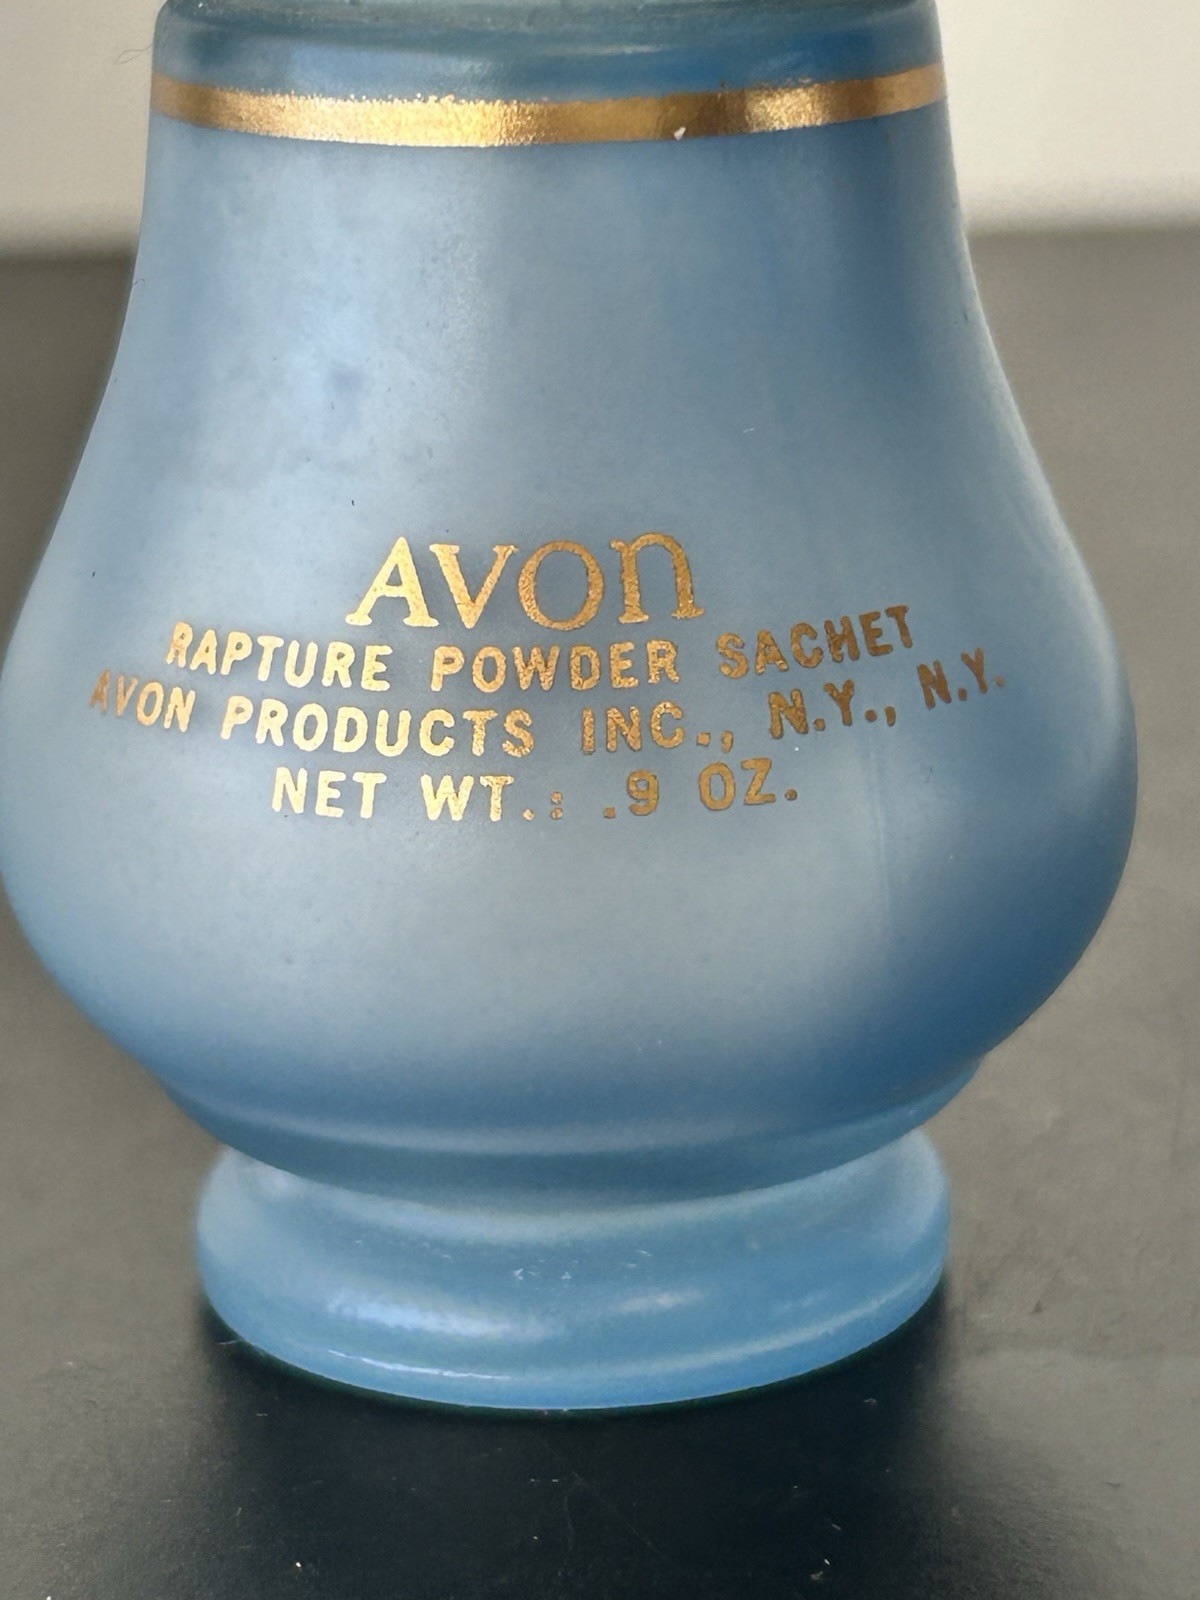 AVON
RAPTURE POWDER SACHET
AVON PRODUCTS INC., N.Y., N.Y.
NET WT.: .9 OZ.